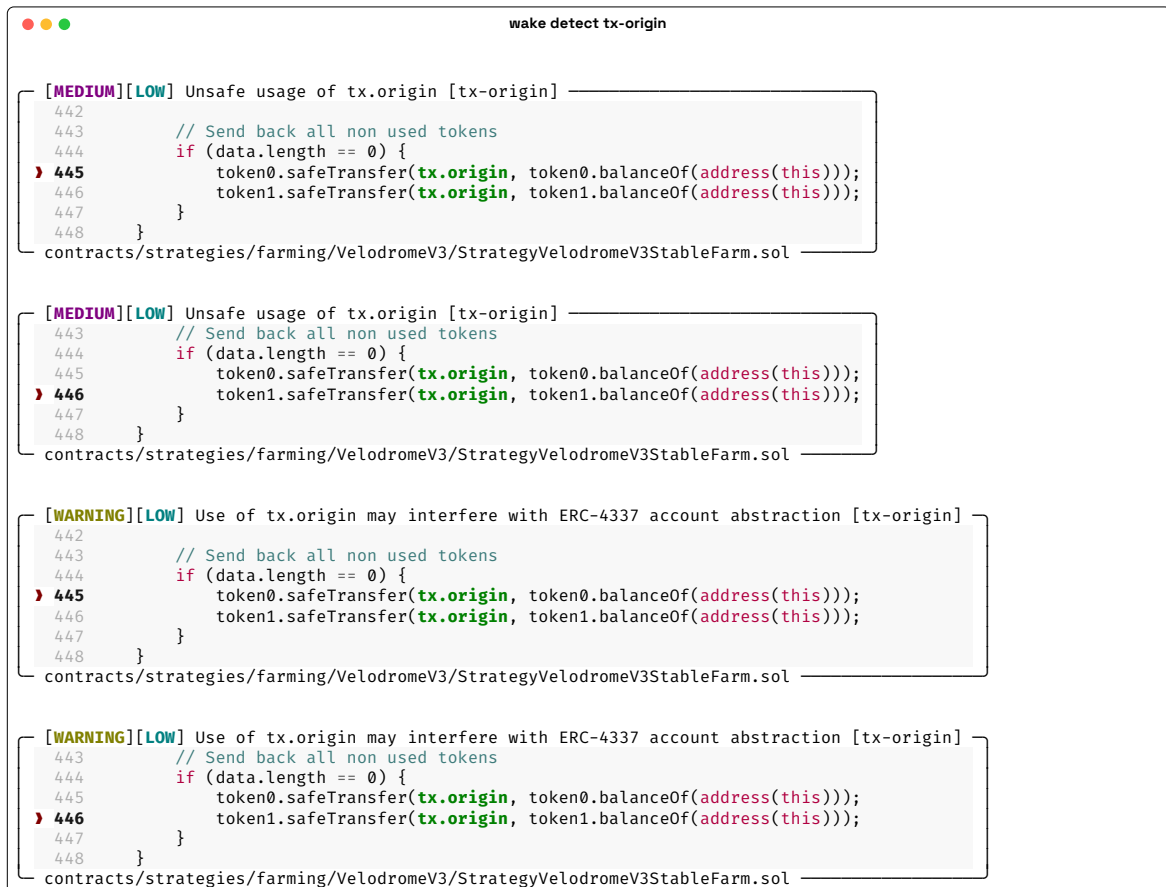 wake detect tx-origin
[MEDIUM][LOW] Unsafe usage of tx.origin [tx-origin]
442
443 // Send back all non used tokens
444 if (data.length == 0) {
❱ 445 token0.safeTransfer(tx.origin, token0.balanceOf(address(this)));
446 token1.safeTransfer(tx.origin, token1.balanceOf(address(this)));
447 }
448 }
contracts/strategies/farming/VelodromeV3/StrategyVelodromeV3StableFarm.sol
[MEDIUM][LOW] Unsafe usage of tx.origin [tx-origin]
443 // Send back all non used tokens
444 if (data.length == 0) {
445 token0.safeTransfer(tx.origin, token0.balanceOf(address(this)));
❱ 446 token1.safeTransfer(tx.origin, token1.balanceOf(address(this)));
447 }
448 }
contracts/strategies/farming/VelodromeV3/StrategyVelodromeV3StableFarm.sol
[WARNING][LOW] Use of tx.origin may interfere with ERC-4337 account abstraction [tx-origin]
442
443 // Send back all non used tokens
444 if (data.length == 0) {
❱ 445 token0.safeTransfer(tx.origin, token0.balanceOf(address(this)));
446 token1.safeTransfer(tx.origin, token1.balanceOf(address(this)));
447 }
448 }
contracts/strategies/farming/VelodromeV3/StrategyVelodromeV3StableFarm.sol
[WARNING][LOW] Use of tx.origin may interfere with ERC-4337 account abstraction [tx-origin]
443 // Send back all non used tokens
444 if (data.length == 0) {
445 token0.safeTransfer(tx.origin, token0.balanceOf(address(this)));
❱ 446 token1.safeTransfer(tx.origin, token1.balanceOf(address(this)));
447 }
448 }
contracts/strategies/farming/VelodromeV3/StrategyVelodromeV3StableFarm.sol